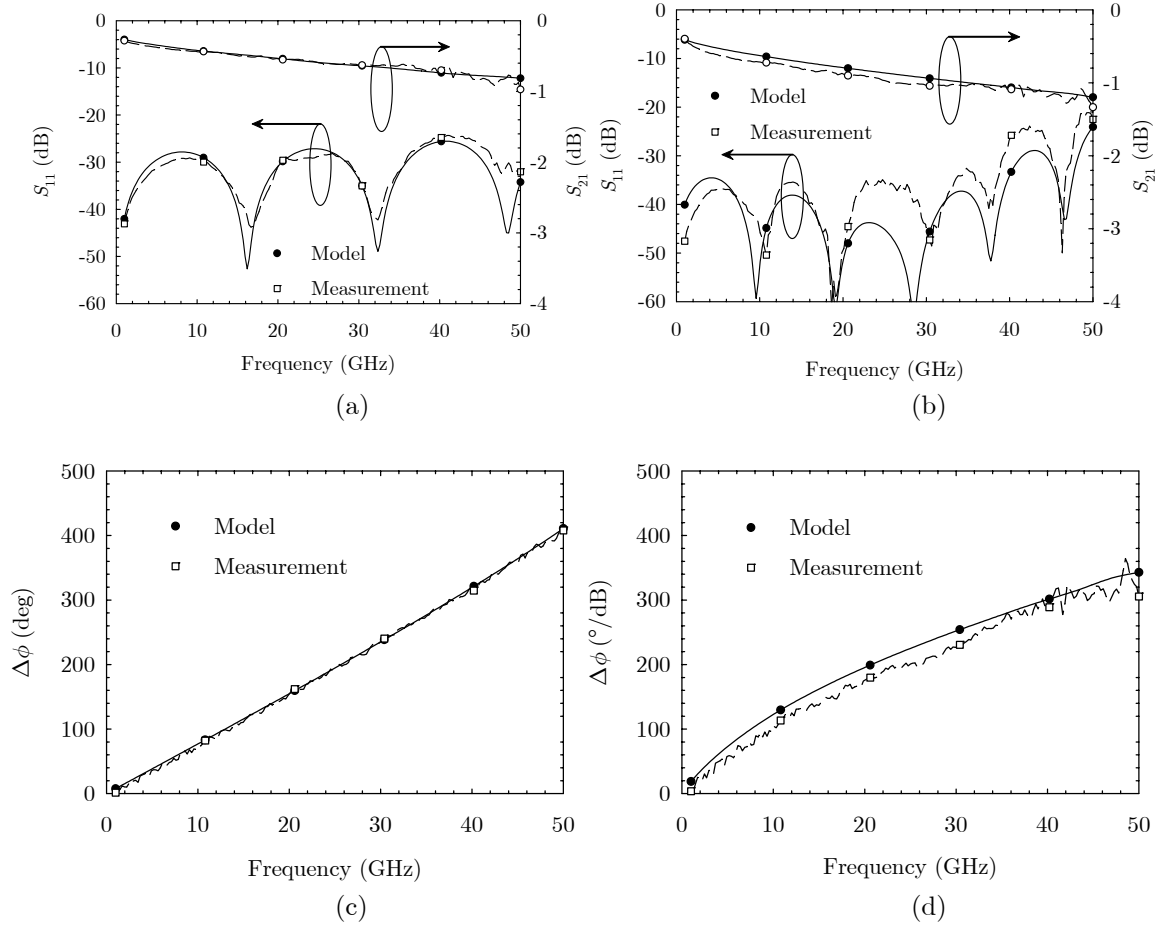 0
-10
-20
-30
-40
-50
-60
S11 (dB)
0
-1
-2
-3
-4
S21 (dB)
Model
Measurement
0 10 20 30 40 50
Frequency (GHz)
(a)
0
-10
-20
-30
-40
-50
-60
S11 (dB)
0
-1
-2
-3
-4
S21 (dB)
Model
Measurement
0 10 20 30 40 50
Frequency (GHz)
(b)
500
400
300
200
100
0
Δϕ (deg)
Model
Measurement
0 10 20 30 40 50
Frequency (GHz)
(c)
500
400
300
200
100
0
Δϕ (°/dB)
Model
Measurement
0 10 20 30 40 50
Frequency (GHz)
(d)